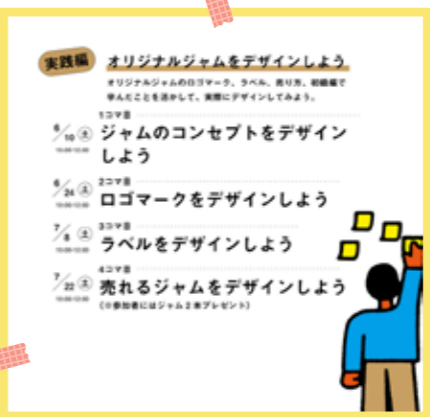 実践編 オリジナルジャムをデザインしよう
オリジナルジャムのロゴマーク、ラベル、売り方、初級編で
学んだことを活かして、実際にデザインしてみよう。
1コマ目
6/10 土 ジャムのコンセプトをデザイン
しよう
2コマ目
6/24 土 ロゴマークをデザインしよう
3コマ目
7/8 土 ラベルをデザインしよう
4コマ目
7/22 土 売れるジャムをデザインしよう
(※参加者にはジャム2本プレゼント)